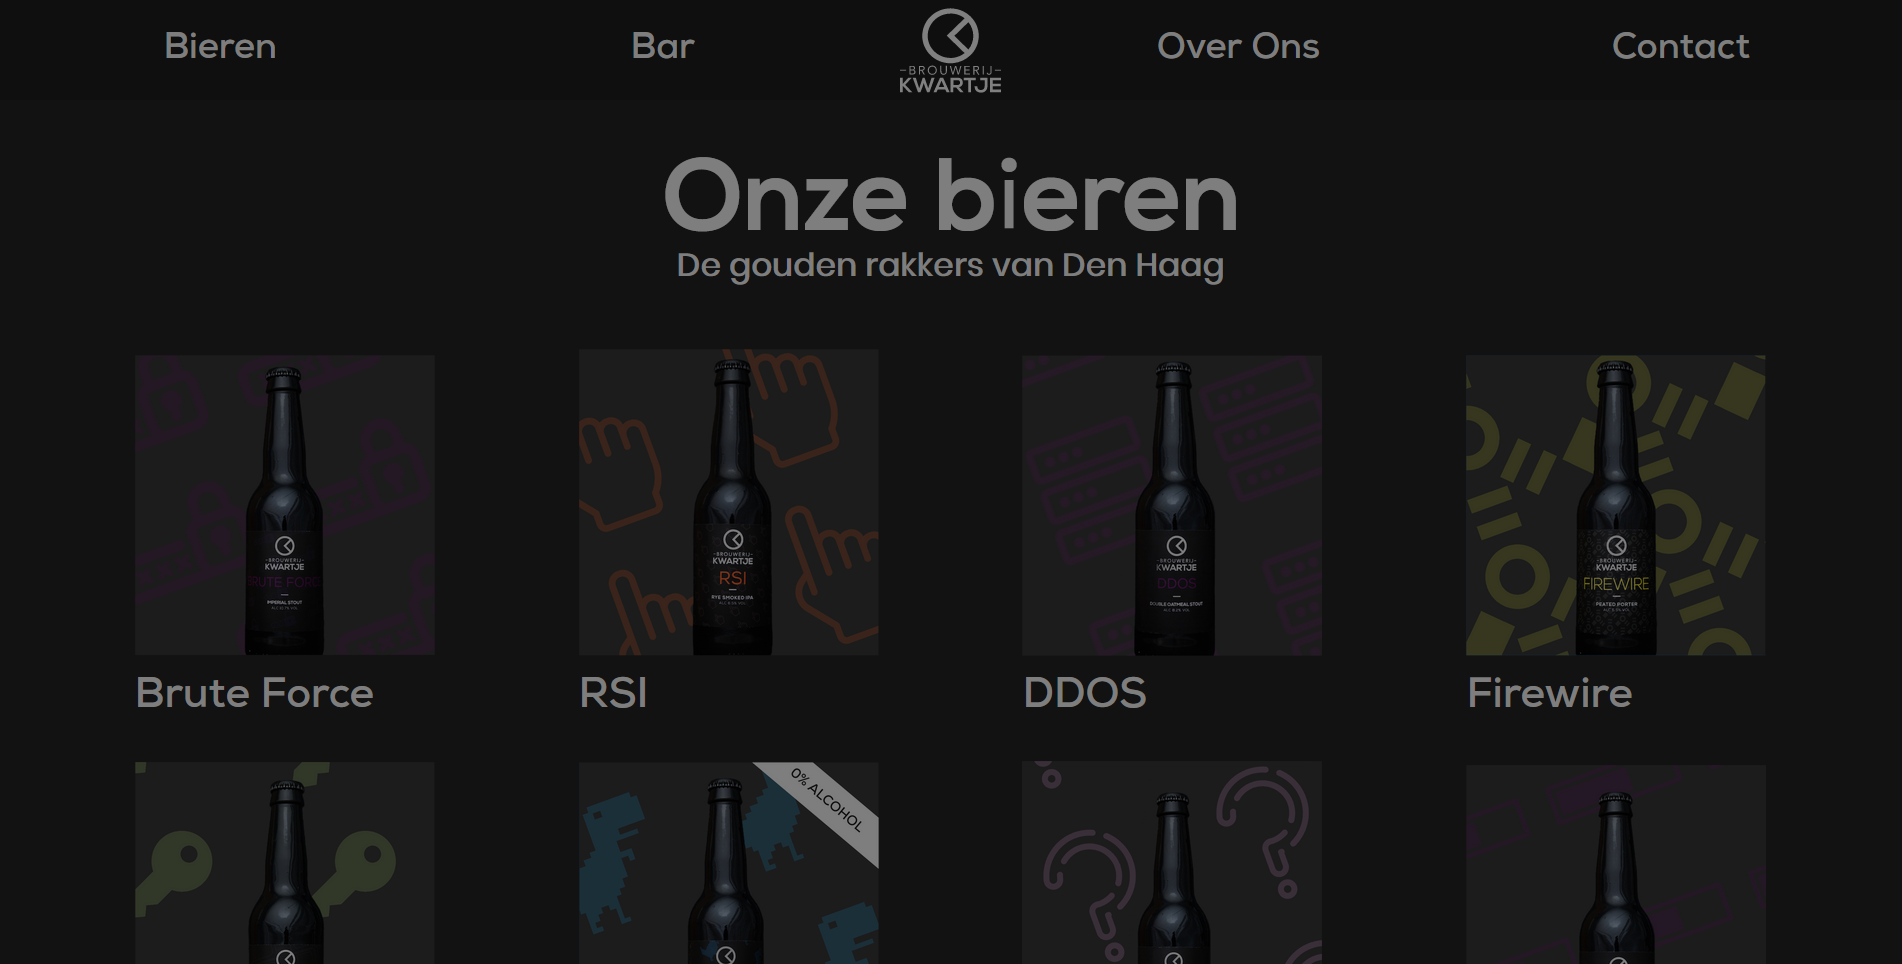 Bieren
Bar
-BROUWERIJ-
KWARTJE
Over Ons
Contact
Onze bieren
De gouden rakkers van Den Haag
-BROUWERIJ-
KWARTJE
BRUTE FORCE
IMPERIAL STOUT
-BROUWERIJ-
KWARTJE
RSI
RYE SMOKED IPA
-BROUWERIJ-
KWARTJE
DDOS
DOUBLE OATMEAL STOUT
-BROUWERIJ-
KWARTJE
FIREWIRE
PEATED PORTER
Brute Force
RSI
DDOS
Firewire
0% ALCOHOL